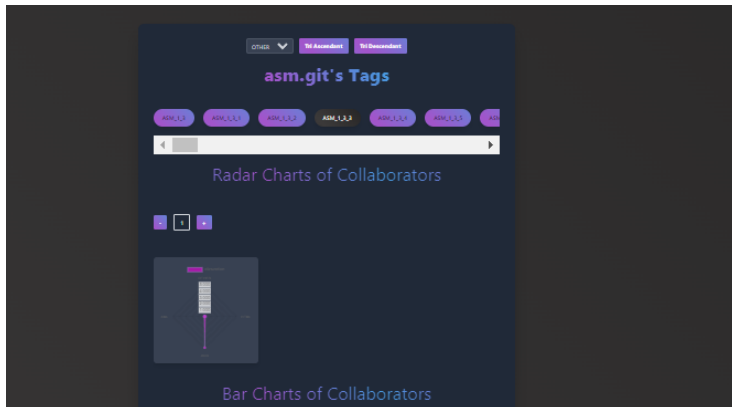 OTHER Tri Ascendant Tri Descendant
asm.git's Tags
ASM_1_3 ASM_1_3_1 ASM_1_3_2 ASM_1_3_3 ASM_1_3_4 ASM_1_3_5
Radar Charts of Collaborators
- 1 +
Bar Charts of Collaborators